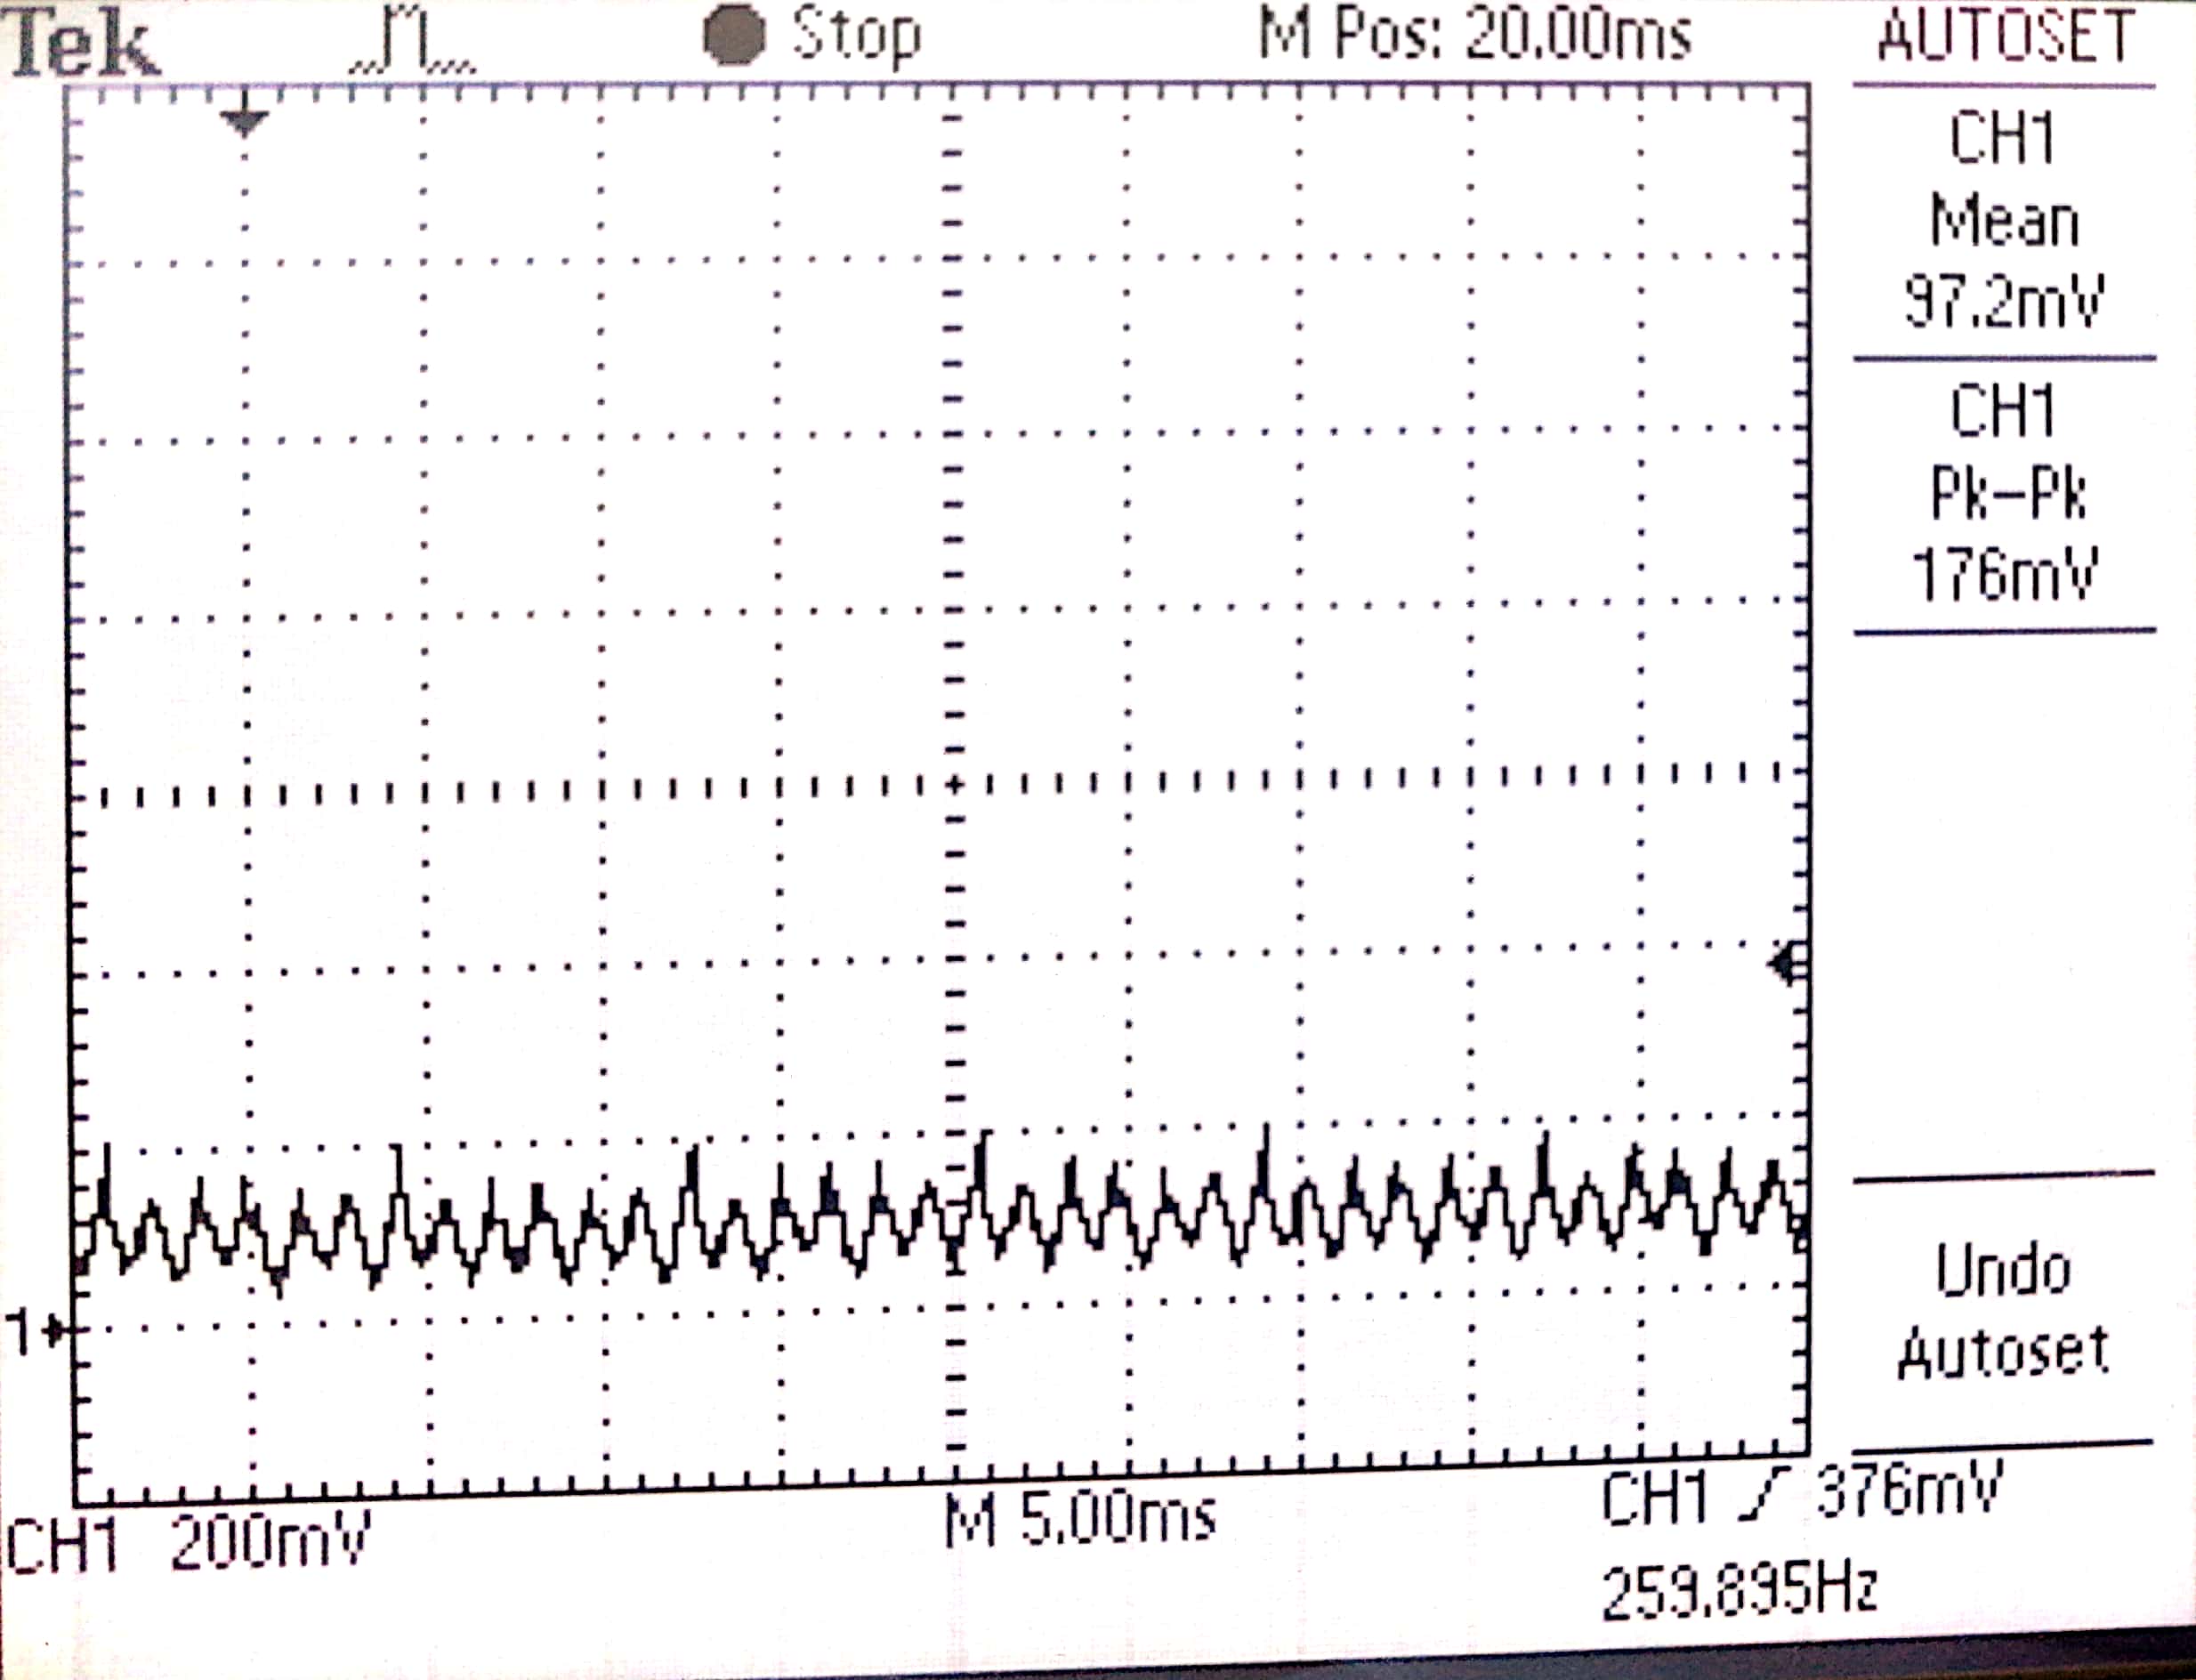 Tek Stop M Pos: 20.00ms AUTOSET
CH1
Mean
97.2mV
CH1
Pk-Pk
176mV
1
Undo
Autoset
CH1 200mV M 5.00ms CH1 376mV
259.895Hz